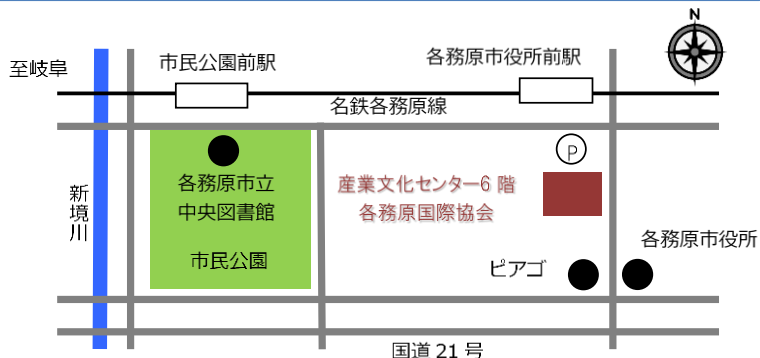 N
至岐阜
市民公園前駅
各務原市役所前駅
名鉄各務原線
P
新境川
各務原市立
中央図書館
産業文化センター6 階
各務原国際協会
市民公園
ピアゴ
各務原市役所
国道 21 号